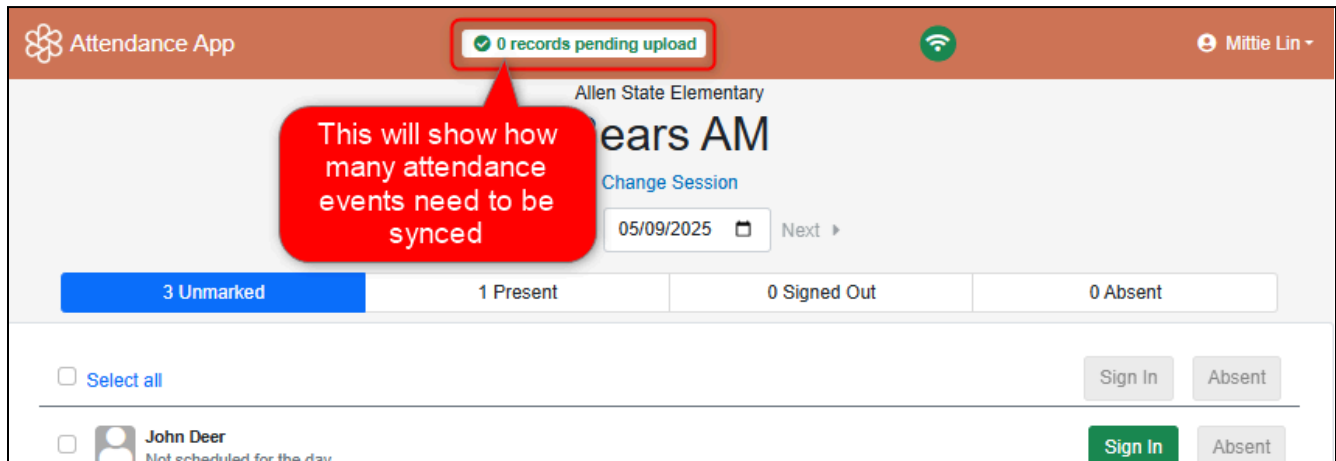 Attendance App
0 records pending upload
Mittie Lin
Allen State Elementary
ears AM
This will show how
many attendance
events need to be
synced
Change Session
05/09/2025
Next
3 Unmarked
1 Present
0 Signed Out
0 Absent
Select all
Sign In
Absent
John Deer
Not scheduled for the day
Sign In
Absent